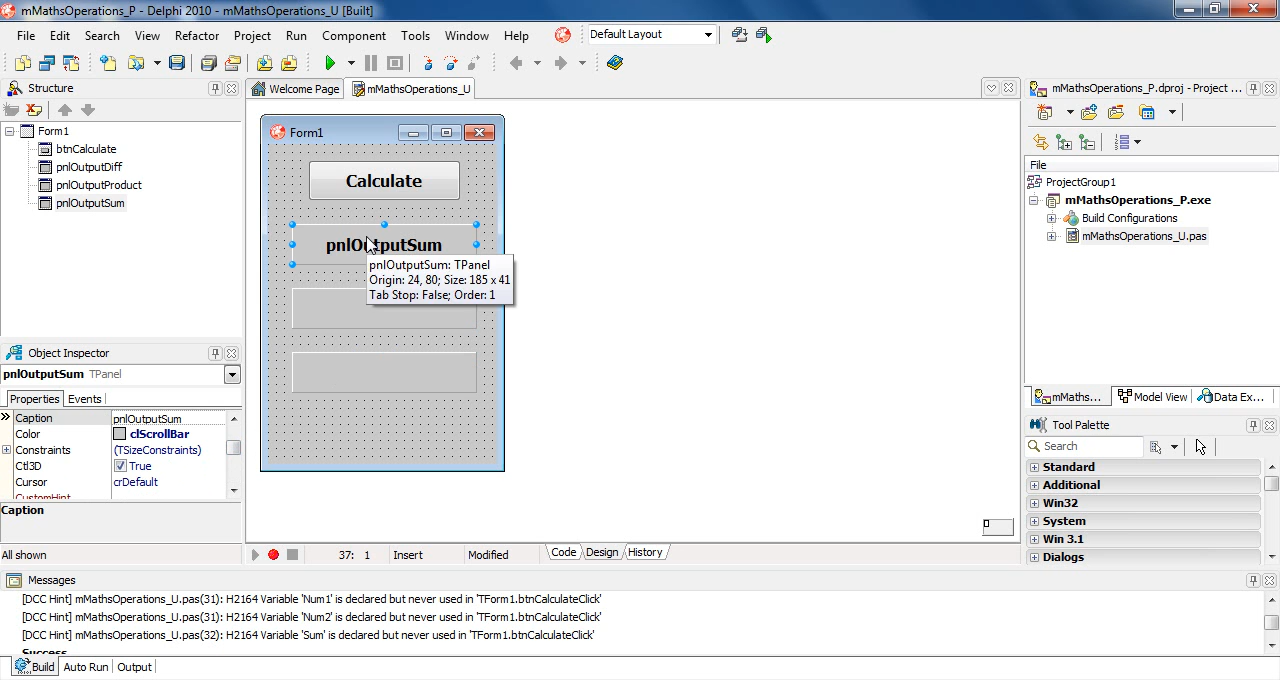 mMathsOperations_P - Delphi 2010 - mMathsOperations_U [Built]
File Edit Search View Refactor Project Run Component Tools Window Help Default Layout
Structure
Form1
btnCalculate
pnlOutputDiff
pnlOutputProduct
pnlOutputSum
Object Inspector
pnlOutputSum TPanel
Properties Events
Caption pnlOutputSum
Color clScrollBar
Constraints (TSizeConstraints)
Ctl3D True
Cursor crDefault
CustomHint
Caption
All shown
Welcome Page mMathsOperations_U
Form1
Calculate
pnlOutputSum
pnlOutputSum: TPanel
Origin: 24, 80; Size: 185 x 41
Tab Stop: False; Order: 1
37: 1 Insert Modified Code Design History
mMathsOperations_P.dproj - Project ...
File
ProjectGroup1
mMathsOperations_P.exe
Build Configurations
mMathsOperations_U.pas
mMaths... Model View Data Ex...
Tool Palette
Search
Standard
Additional
Win32
System
Win 3.1
Dialogs
Messages
[DCC Hint] mMathsOperations_U.pas(31): H2164 Variable 'Num1' is declared but never used in 'TForm1.btnCalculateClick'
[DCC Hint] mMathsOperations_U.pas(31): H2164 Variable 'Num2' is declared but never used in 'TForm1.btnCalculateClick'
[DCC Hint] mMathsOperations_U.pas(32): H2164 Variable 'Sum' is declared but never used in 'TForm1.btnCalculateClick'
Success
Build Auto Run Output